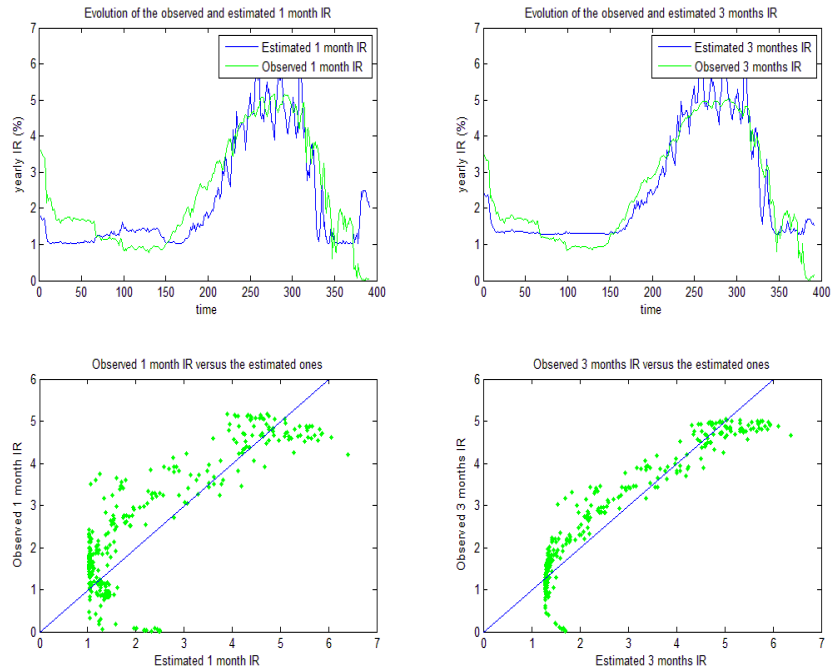 Evolution of the observed and estimated 1 month IR
Estimated 1 month IR
Observed 1 month IR
yearly IR (%)
6
5
4
3
2
1
0
0 50 100 150 200 250 300 350 400
time
Evolution of the observed and estimated 3 months IR
Estimated 3 monthes IR
Observed 3 months IR
yearly IR (%)
6
5
4
3
2
1
0
0 50 100 150 200 250 300 350 400
time
Observed 1 month IR versus the estimated ones
Observed 1 month IR
6
5
4
3
2
1
0
0 1 2 3 4 5 6 7
Estimated 1 month IR
Observed 3 months IR versus the estimated ones
Observed 3 months IR
6
5
4
3
2
1
0
0 1 2 3 4 5 6 7
Estimated 3 months IR